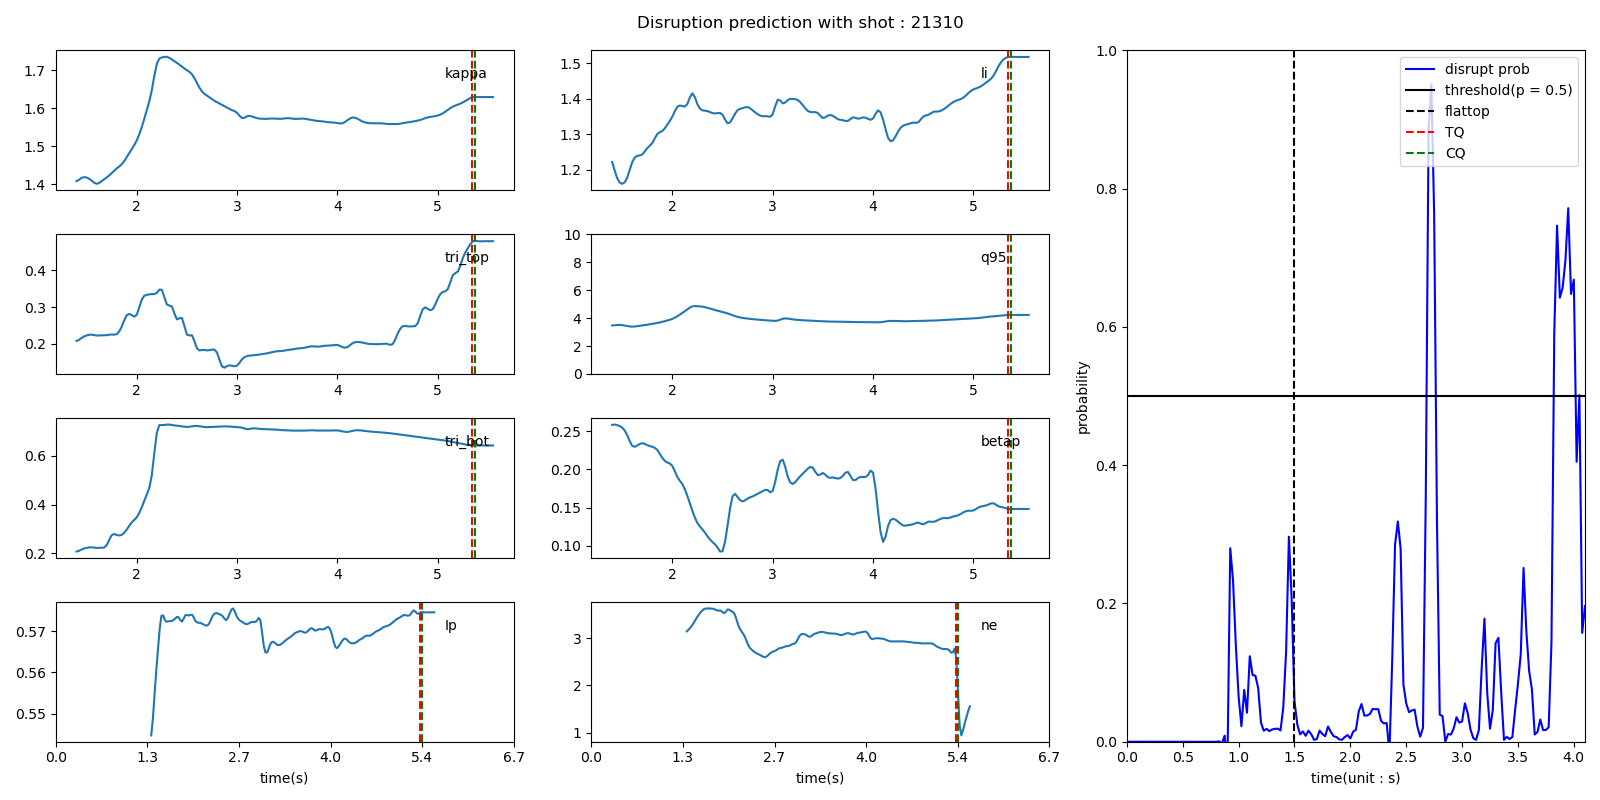 Disruption prediction with shot : 21310
1.7
1.6
1.5
1.4
kappa
2 3 4 5
1.5
1.4
1.3
1.2
li
2 3 4 5
0.4
0.3
0.2
tri_top
2 3 4 5
10
8
6
4
2
0
q95
2 3 4 5
0.6
0.4
0.2
tri_bot
2 3 4 5
0.25
0.20
0.15
0.10
betap
2 3 4 5
0.57
0.56
0.55
Ip
0.0 1.3 2.7 4.0 5.4 6.7
time(s)
3
2
1
ne
0.0 1.3 2.7 4.0 5.4 6.7
time(s)
1.0
0.8
0.6
0.4
0.2
0.0
probability
disrupt prob
threshold(p = 0.5)
flattop
TQ
CQ
0.0 0.5 1.0 1.5 2.0 2.5 3.0 3.5 4.0
time(unit : s)